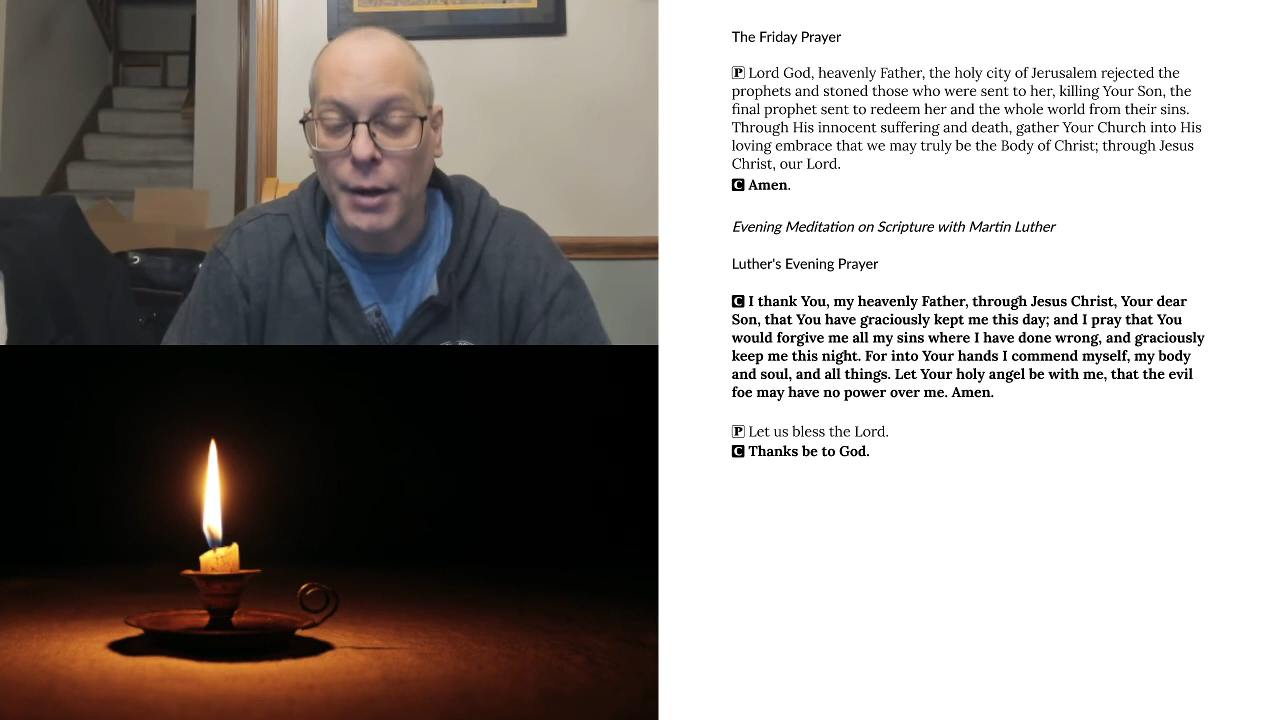 The Friday Prayer
P Lord God, heavenly Father, the holy city of Jerusalem rejected the
prophets and stoned those who were sent to her, killing Your Son, the
final prophet sent to redeem her and the whole world from their sins.
Through His innocent suffering and death, gather Your Church into His
loving embrace that we may truly be the Body of Christ; through Jesus
Christ, our Lord.
C Amen.
Evening Meditation on Scripture with Martin Luther
Luther's Evening Prayer
C I thank You, my heavenly Father, through Jesus Christ, Your dear
Son, that You have graciously kept me this day; and I pray that You
would forgive me all my sins where I have done wrong, and graciously
keep me this night. For into Your hands I commend myself, my body
and soul, and all things. Let Your holy angel be with me, that the evil
foe may have no power over me. Amen.
P Let us bless the Lord.
C Thanks be to God.